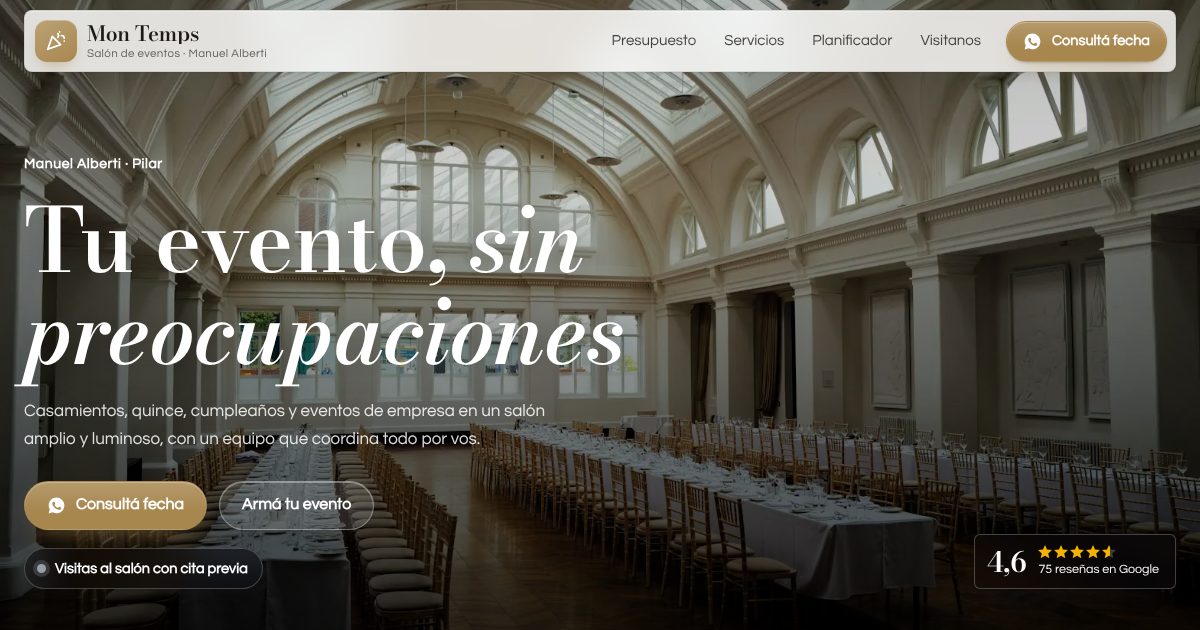 Mon Temps
Salón de eventos · Manuel Alberti
Presupuesto
Servicios
Planificador
Visitanos
Consultá fecha
Manuel Alberti · Pilar
Tu evento, sin
preocupaciones
Casamientos, quince, cumpleaños y eventos de empresa en un salón
amplio y luminoso, con un equipo que coordina todo por vos.
Consultá fecha
Armá tu evento
Visitas al salón con cita previa
4,6
75 reseñas en Google